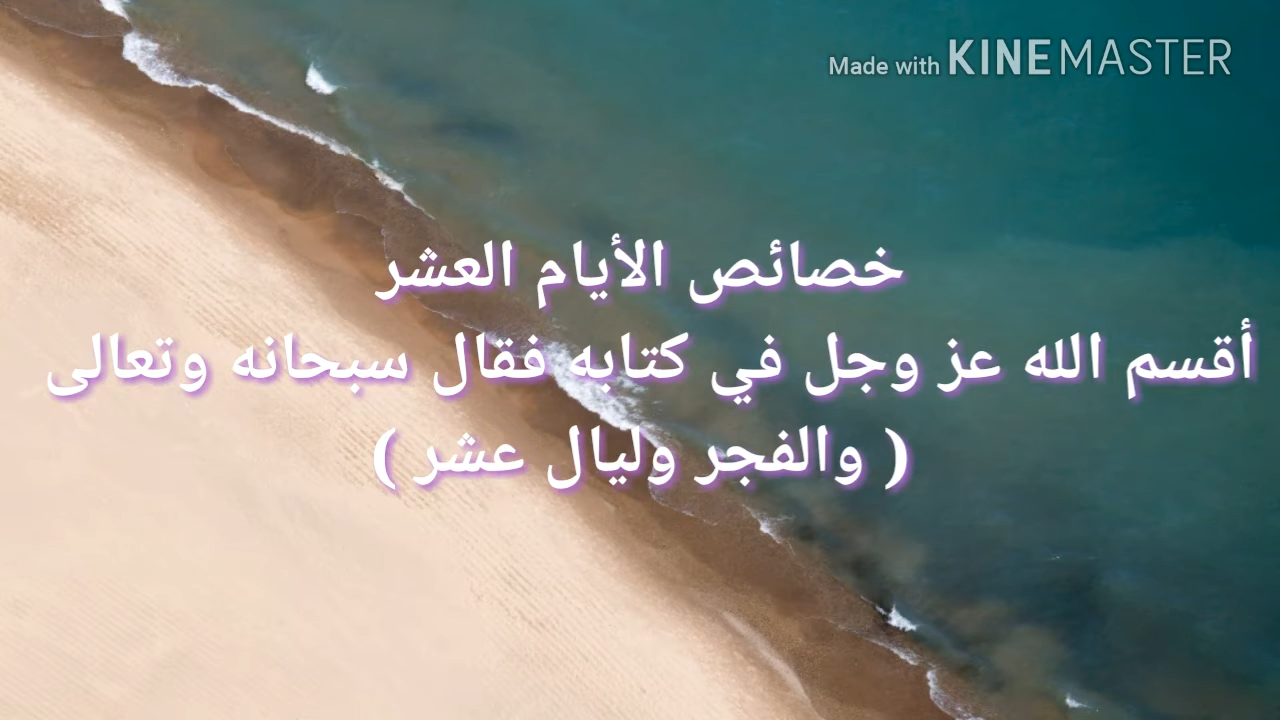 Made with KINEMASTER
خصائص الأيام العشر
أقسم الله عز وجل في كتابه فقال سبحانه وتعالى
( والفجر وليال عشر )